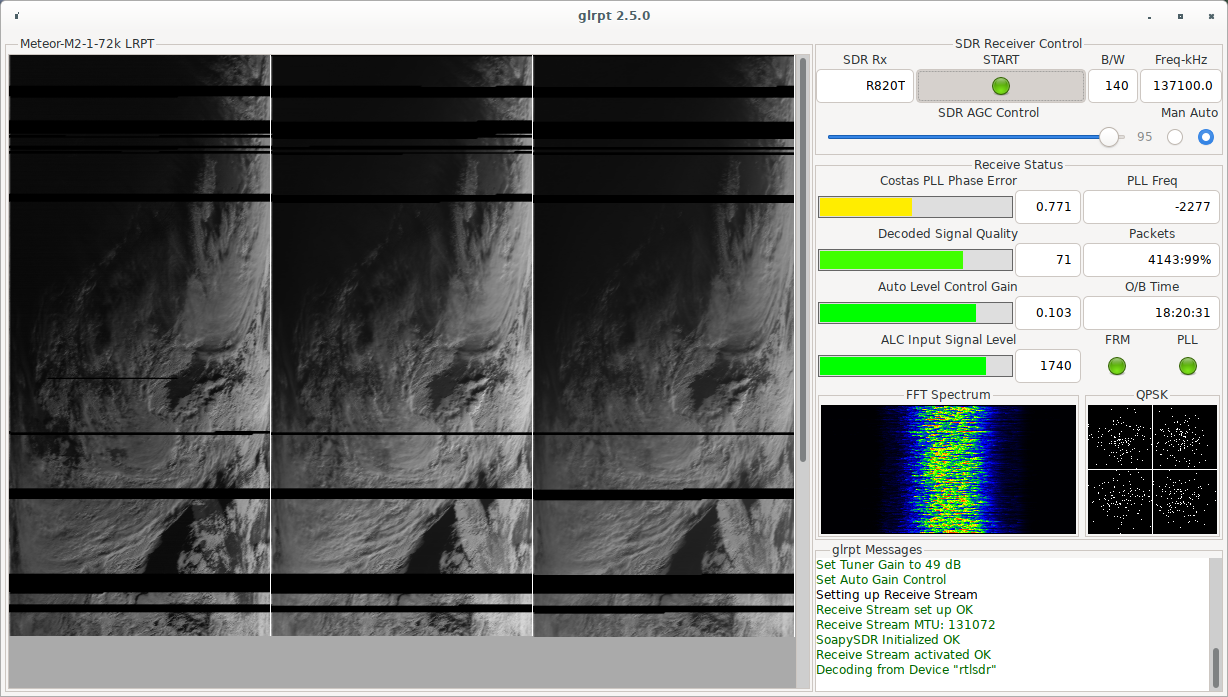 glrpt 2.5.0
Meteor-M2-1-72k LRPT
SDR Receiver Control
SDR Rx START B/W Freq-kHz
R820T 140 137100.0
SDR AGC Control Man Auto
95
Receive Status
Costas PLL Phase Error PLL Freq
0.771 -2277
Decoded Signal Quality Packets
71 4143:99%
Auto Level Control Gain O/B Time
0.103 18:20:31
ALC Input Signal Level FRM PLL
1740
FFT Spectrum QPSK
glrpt Messages
Set Tuner Gain to 49 dB
Set Auto Gain Control
Setting up Receive Stream
Receive Stream set up OK
Receive Stream MTU: 131072
SoapySDR Initialized OK
Receive Stream activated OK
Decoding from Device "rtlsdr"